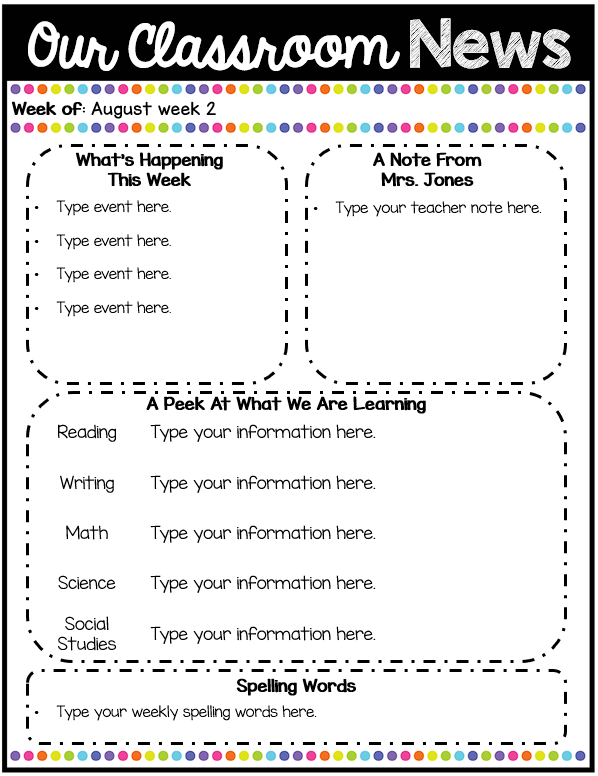 Our Classroom News
Week of: August week 2
What's Happening
This Week
• Type event here.
• Type event here.
• Type event here.
• Type event here.
A Note From
Mrs. Jones
• Type your teacher note here.
A Peek At What We Are Learning
Reading Type your information here.
Writing Type your information here.
Math Type your information here.
Science Type your information here.
Social
Studies Type your information here.
Spelling Words
• Type your weekly spelling words here.